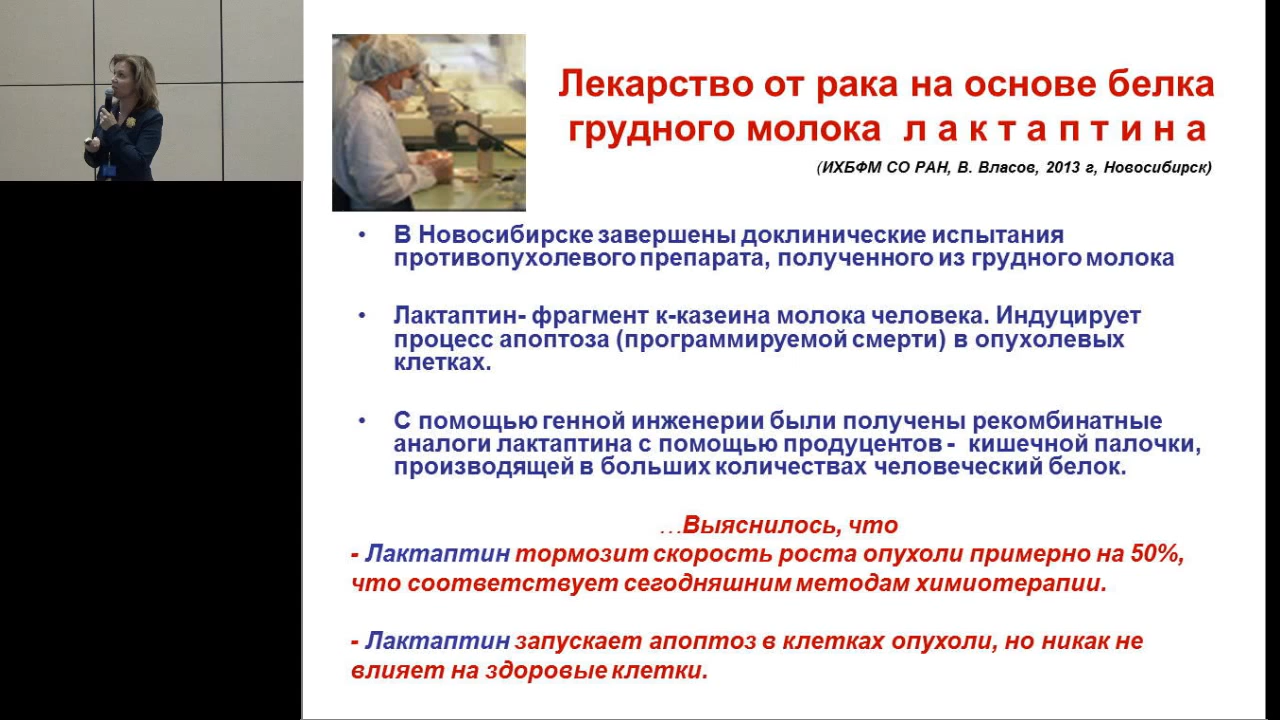 Лекарство от рака на основе белка
грудного молока л а к т а п т и н а
(ИХБФМ СО РАН, В. Власов, 2013 г, Новосибирск)
• В Новосибирске завершены доклинические испытания
противопухолевого препарата, полученного из грудного молока
• Лактаптин- фрагмент к-казеина молока человека. Индуцирует
процесс апоптоза (программируемой смерти) в опухолевых
клетках.
• С помощью генной инженерии были получены рекомбинатные
аналоги лактаптина с помощью продуцентов - кишечной палочки,
производящей в больших количествах человеческий белок.
…Выяснилось, что
- Лактаптин тормозит скорость роста опухоли примерно на 50%,
что соответствует сегодняшним методам химиотерапии.
- Лактаптин запускает апоптоз в клетках опухоли, но никак не
влияет на здоровые клетки.